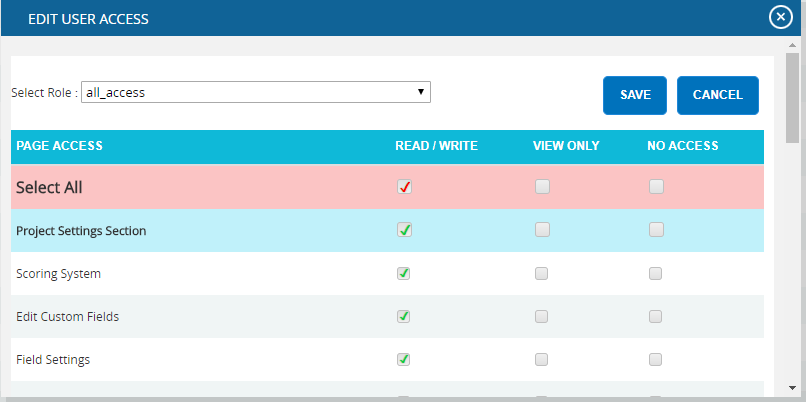 EDIT USER ACCESS
Select Role : all_access
SAVE CANCEL
PAGE ACCESS READ / WRITE VIEW ONLY NO ACCESS
Select All
Project Settings Section
Scoring System
Edit Custom Fields
Field Settings